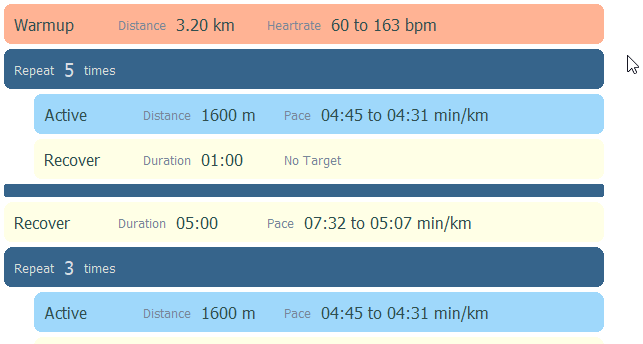 Warmup Distance 3.20 km Heartrate 60 to 163 bpm
Repeat 5 times
Active Distance 1600 m Pace 04:45 to 04:31 min/km
Recover Duration 01:00 No Target
Recover Duration 05:00 Pace 07:32 to 05:07 min/km
Repeat 3 times
Active Distance 1600 m Pace 04:45 to 04:31 min/km